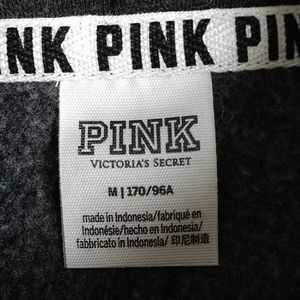 INK PINK PIN
PINK
VICTORIA'S SECRET
M | 170/96A
made in Indonesia/fabriqué en
Indonésie/hecho en Indonesia/
fabbricato in Indonesia/ 印尼制造